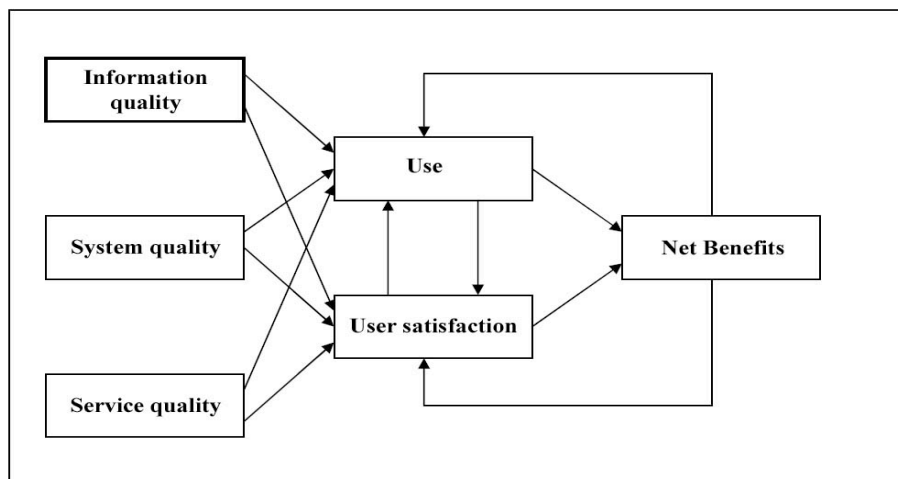 Information
quality
Use
System quality
Net Benefits
User satisfaction
Service quality